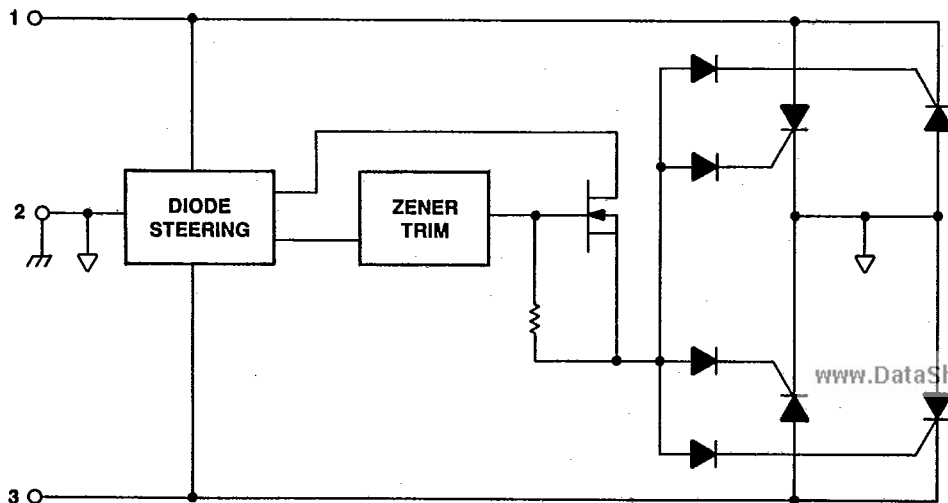 1
2
DIODE
STEERING
ZENER
TRIM
www.DataSh
3